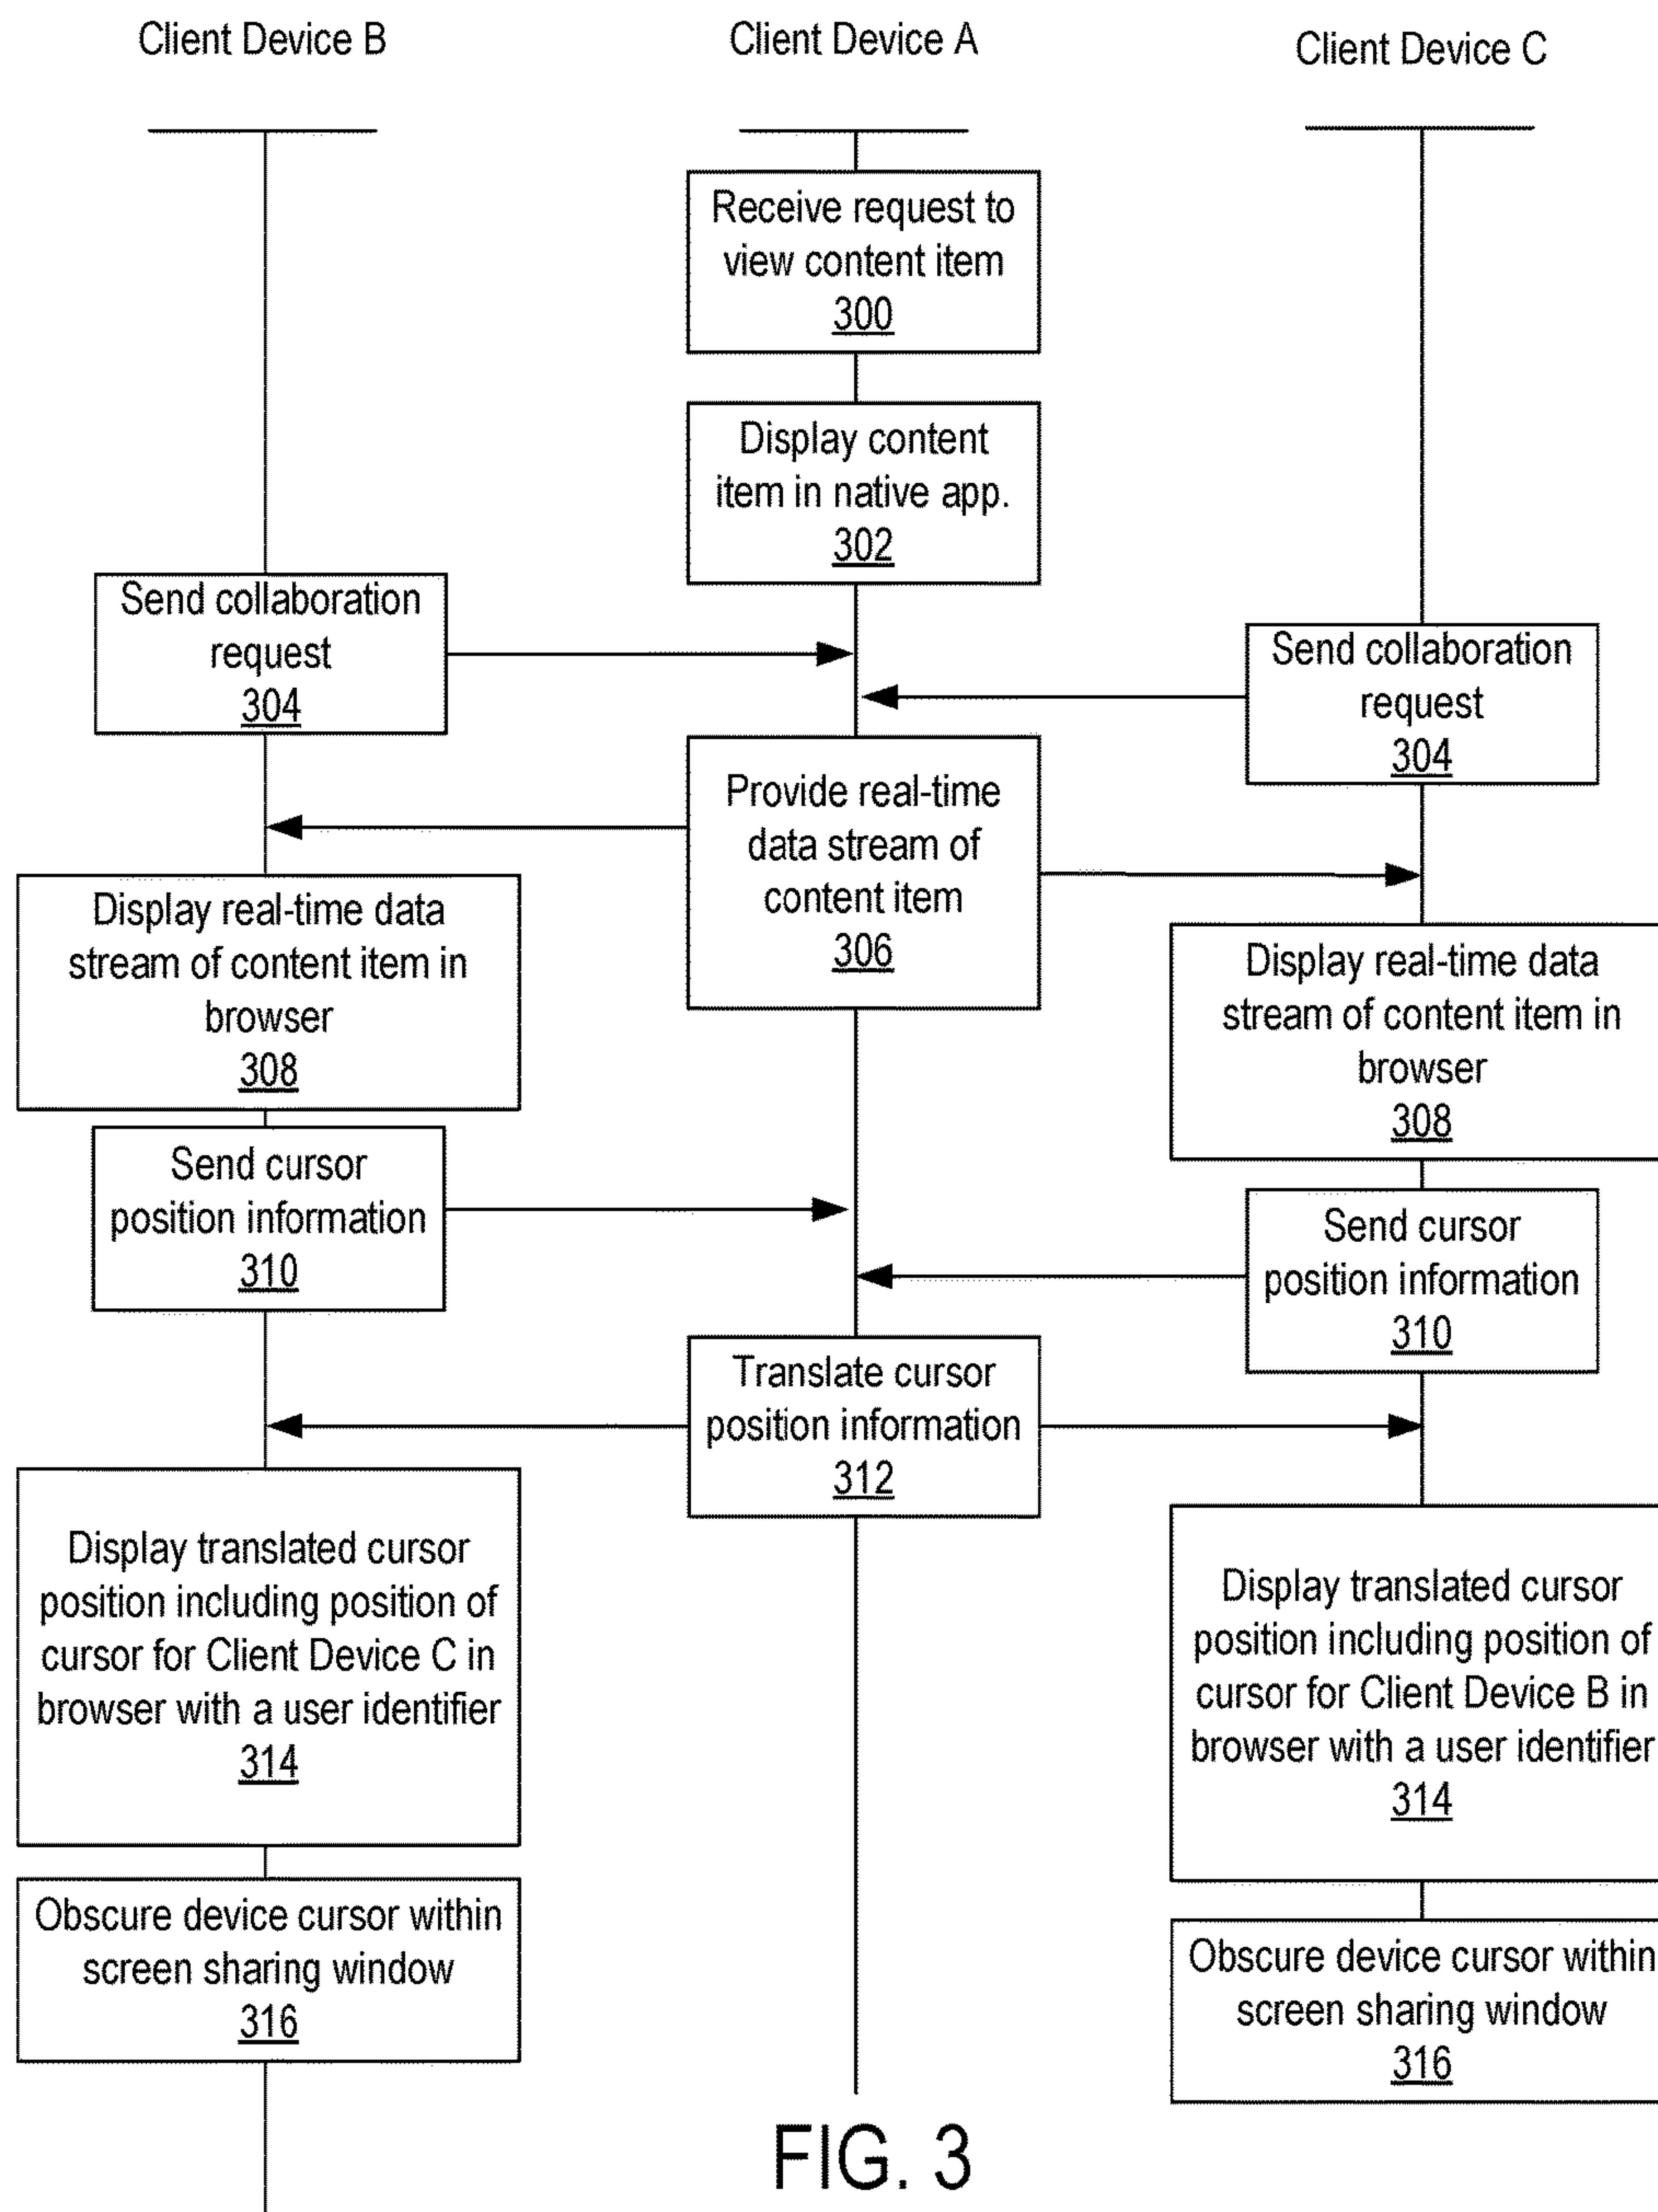 Client Device B
Client Device A
Client Device C
Receive request to
view content item
300
Display content
item in native app.
302
Send collaboration
request
304
Send collaboration
request
304
Provide real-time
data stream of
content item
306
Display real-time data
stream of content item in
browser
308
Display real-time data
stream of content item in
browser
308
Send cursor
position information
310
Send cursor
position information
310
Translate cursor
position information
312
Display translated cursor
position including position of
cursor for Client Device C in
browser with a user identifier
314
Display translated cursor
position including position of
cursor for Client Device B in
browser with a user identifier
314
Obscure device cursor within
screen sharing window
316
Obscure device cursor within
screen sharing window
316
FIG. 3